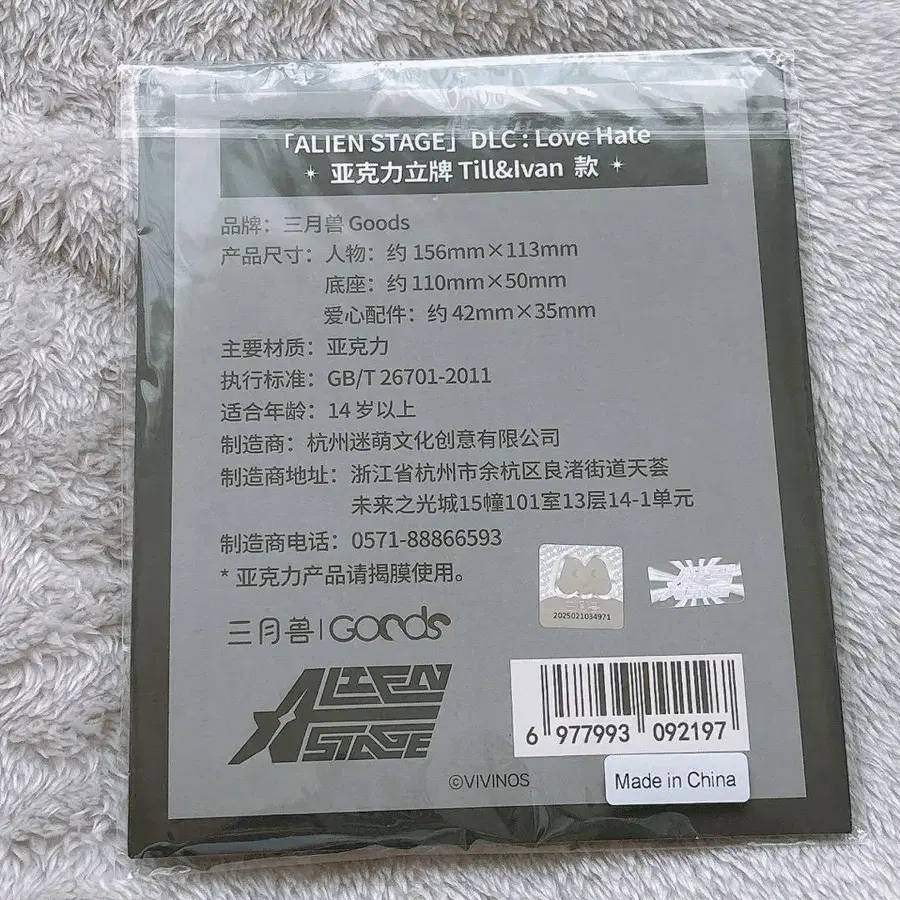 「ALIEN STAGE」DLC : Love Hate
亚克力立牌 Till&Ivan 款
品牌：三月兽 Goods
产品尺寸：人物：约 156mm×113mm
底座：约 110mm×50mm
爱心配件：约 42mm×35mm
主要材质：亚克力
执行标准：GB/T 26701-2011
适合年龄：14 岁以上
制造商：杭州迷萌文化创意有限公司
制造商地址：浙江省杭州市余杭区良渚街道天荟
未来之光城15幢101室13层14-1单元
制造商电话：0571-88866593
* 亚克力产品请揭膜使用。
2025021034971
三月兽 | Goods
ALIEN STAGE
6 977993 092197
©VIVINOS
Made in China